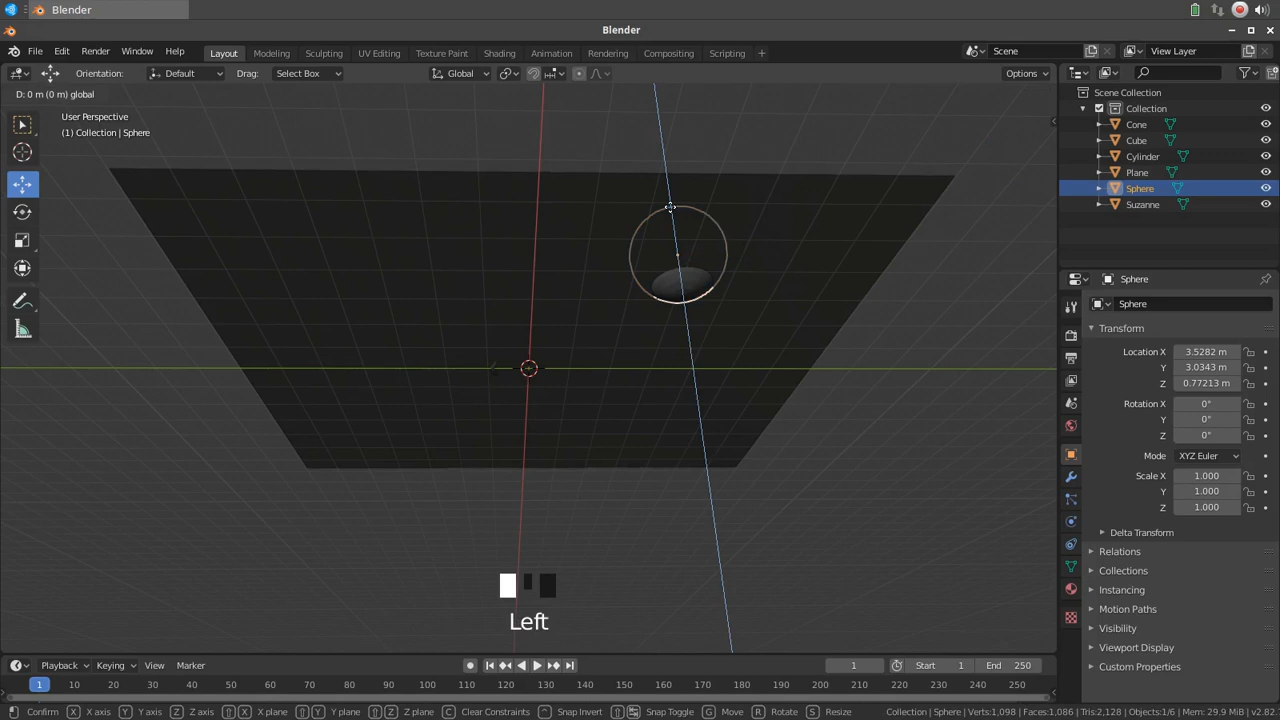 Blender
Blender
File Edit Render Window Help
Layout Modeling Sculpting UV Editing Texture Paint Shading Animation Rendering Compositing Scripting +
Scene
View Layer
Orientation: Default Drag: Select Box Global Options
D: 0 m (0 m) global
User Perspective
(1) Collection | Sphere
Scene Collection
Collection
Cone
Cube
Cylinder
Plane
Sphere
Suzanne
Sphere
Sphere
Transform
Location X 3.5282 m
Y 3.0343 m
Z 0.77213 m
Rotation X 0°
Y 0°
Z 0°
Mode XYZ Euler
Scale X 1.000
Y 1.000
Z 1.000
Delta Transform
Relations
Collections
Instancing
Motion Paths
Visibility
Viewport Display
Custom Properties
Left
Playback Keying View Marker 1 Start 1 End 250
1 10 20 30 40 50 60 70 80 90 100 110 120 130 140 150 160 170 180 190 200 210 220 230 240 250
Confirm X X axis Y Y axis Z Z axis X X plane Y Y plane Z Z plane C Clear Constraints Snap Invert Snap Toggle G Move R Rotate S Resize Collection | Sphere | Verts:1,098 | Faces:1,086 | Tris:2,128 | Objects:1/6 | Mem: 29.9 MiB | v2.82